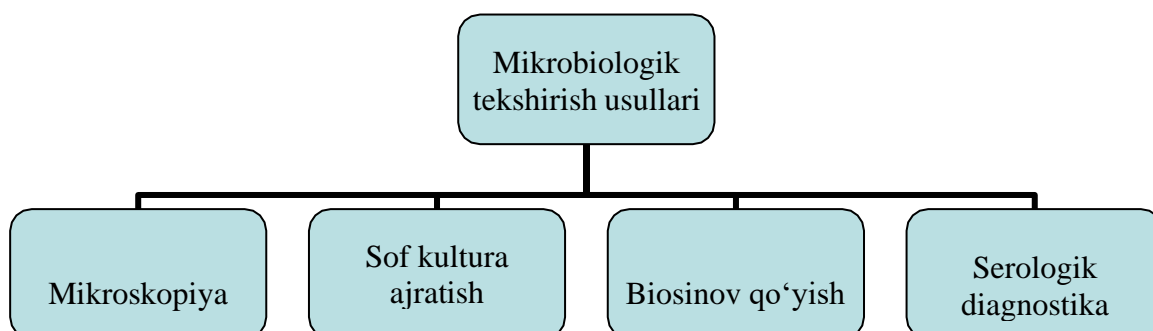 Mikrobiologik
tekshirish usullari
Mikroskopiya
Sof kultura
ajratish
Biosinov qo‘yish
Serologik
diagnostika